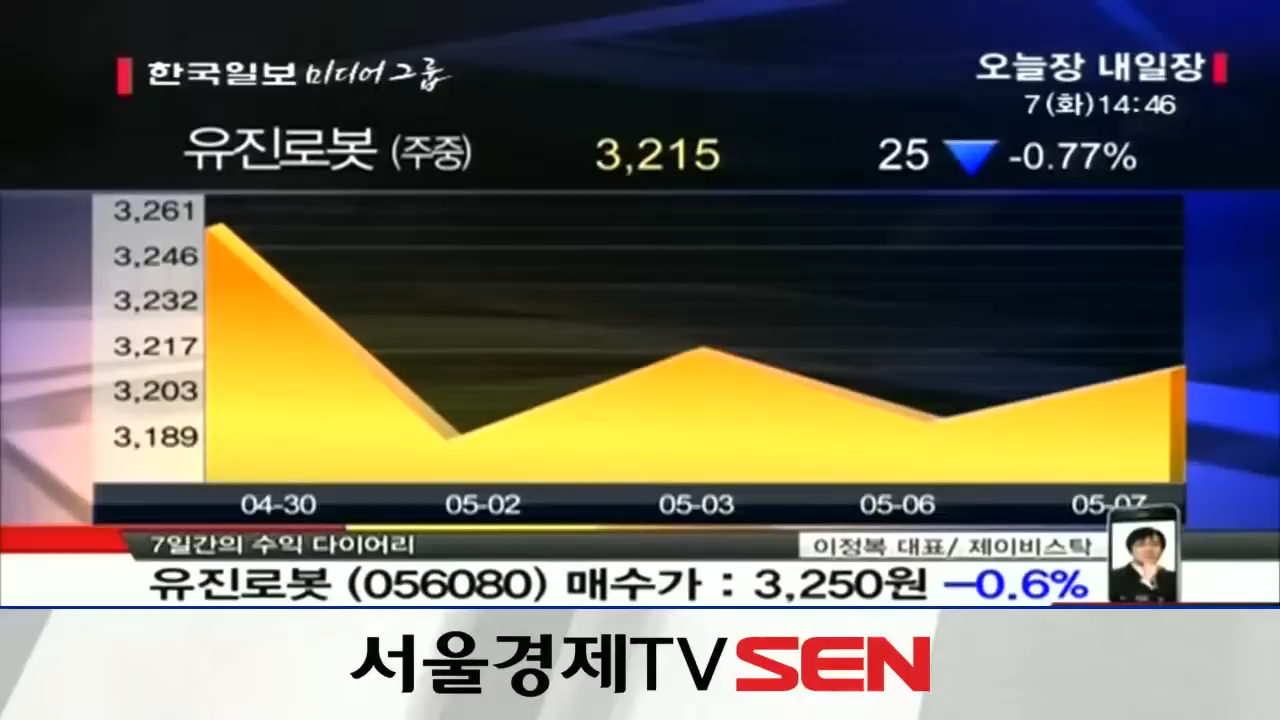 한국일보 미디어그룹
오늘장 내일장
7(화)14:46
유진로봇 (주중) 3,215 25 ▼ -0.77%
3,261
3,246
3,232
3,217
3,203
3,189
04-30 05-02 05-03 05-06 05-07
7일간의 수익 다이어리
이정복 대표/ 제이비스탁
유진로봇 (056080) 매수가 : 3,250원 -0.6%
서울경제TV SEN